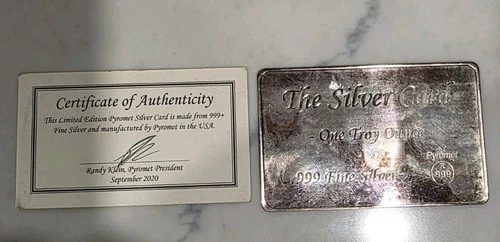 Certificate of Authenticity
This Limited Edition Pyromet Silver Card is made from 999+
Fine Silver and manufactured by Pyromet in the USA.
Randy Klein, Pyromet President
September 2020
The Silver Card
One Troy Ounce
.999 Fine Silver
Pyromet
999